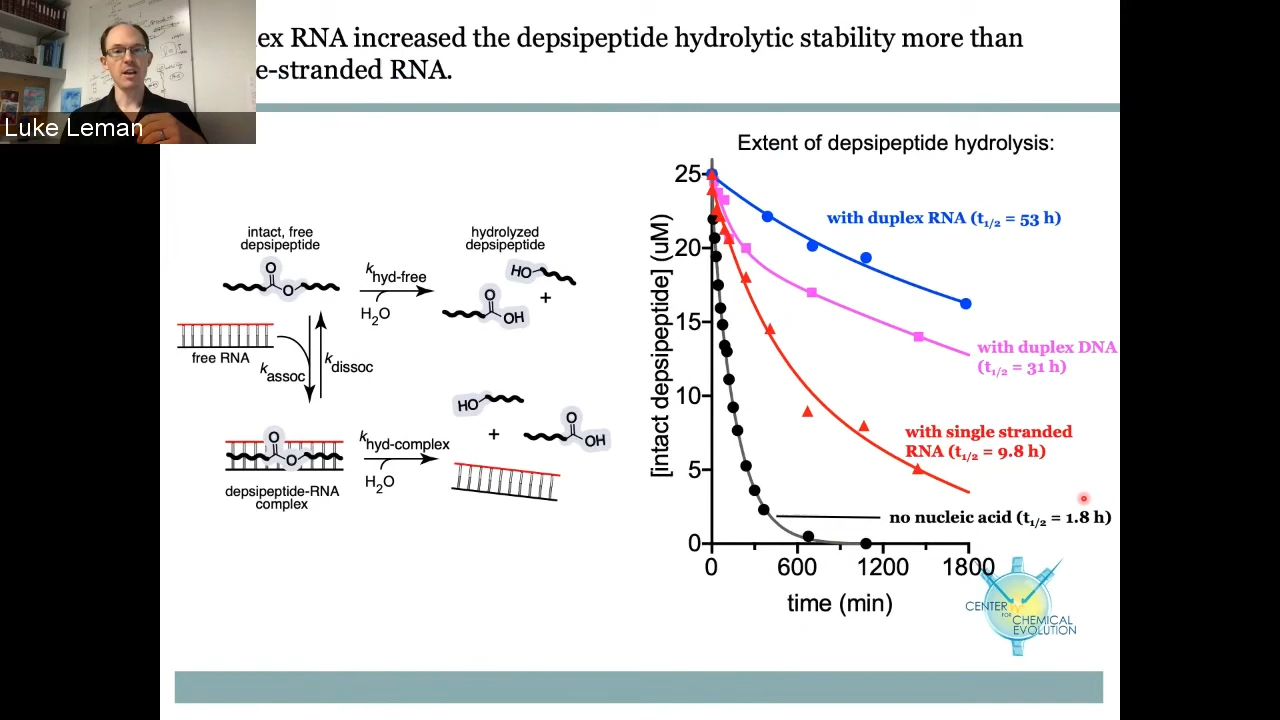 Luke Leman
ex RNA increased the depsipeptide hydrolytic stability more than
e-stranded RNA.
intact, free
depsipeptide
O
O
k hyd-free
H2O
hydrolyzed
depsipeptide
HO
+
O
OH
free RNA
k assoc
k dissoc
O
O
depsipeptide-RNA
complex
k hyd-complex
H2O
HO
+
O
OH
Extent of depsipeptide hydrolysis:
[intact depsipeptide] (uM)
25
20
15
10
5
0
with duplex RNA (t1/2 = 53 h)
with duplex DNA
(t1/2 = 31 h)
with single stranded
RNA (t1/2 = 9.8 h)
no nucleic acid (t1/2 = 1.8 h)
0 600 1200 1800
time (min)
CENTER
FOR
CHEMICAL
EVOLUTION